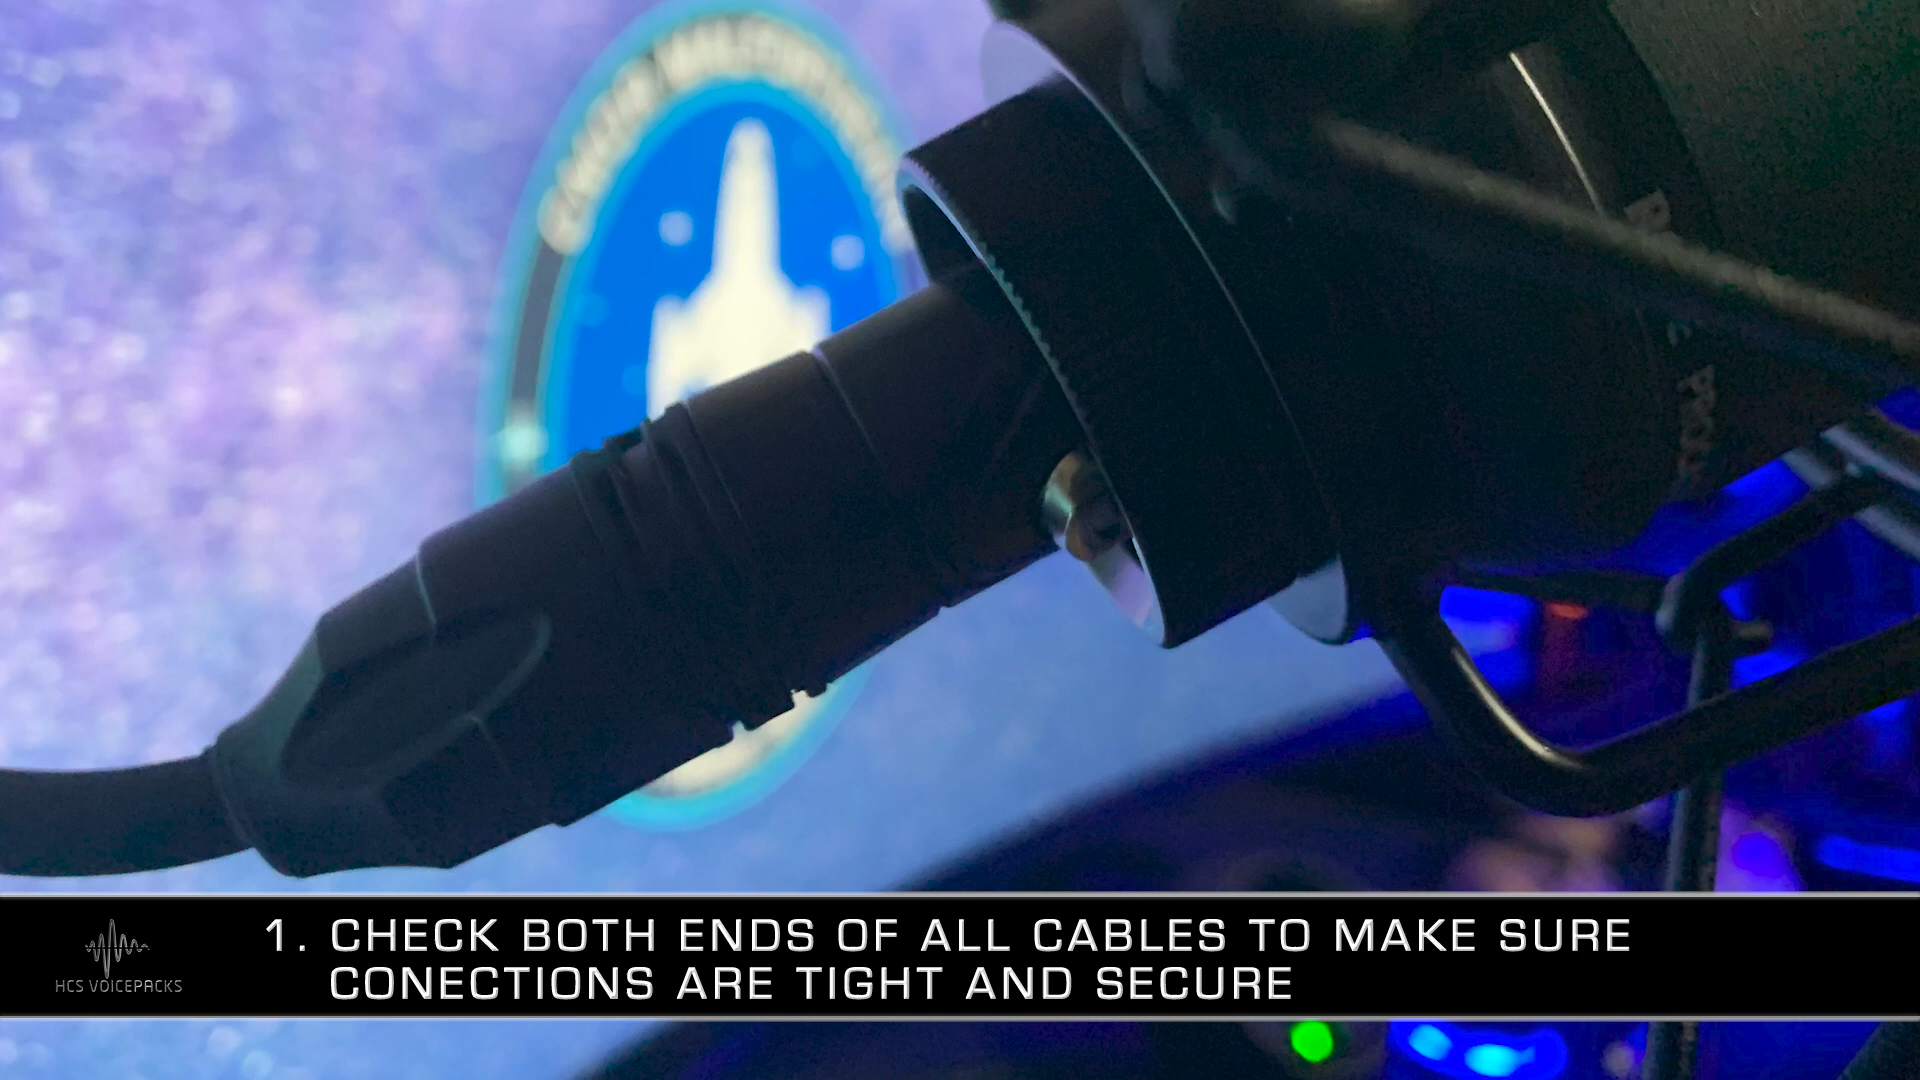 1. CHECK BOTH ENDS OF ALL CABLES TO MAKE SURE
CONECTIONS ARE TIGHT AND SECURE
HCS VOICEPACKS